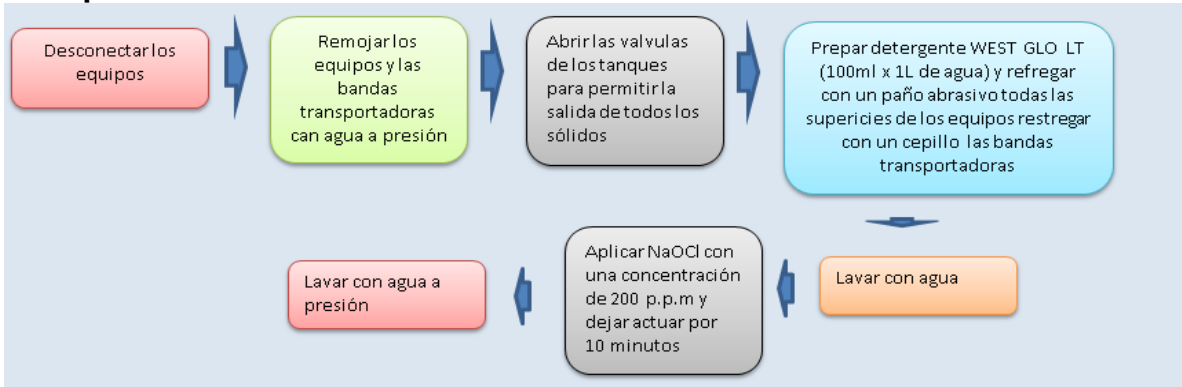 Desconectar los
equipos
Remojar los
equipos y las
bandas
transportadoras
can agua a presión
Abrir las valvulas
de los tanques
para permitir la
salida de todos los
sólidos
Prepar detergente WEST GLO LT
(100ml x 1L de agua) y refregar
con un paño abrasivo todas las
supericies de los equipos restregar
con un cepillo las bandas
transportadoras
Lavar con agua
Aplicar NaOCl con
una concentración
de 200 p.p.m y
dejar actuar por
10 minutos
Lavar con agua a
presión